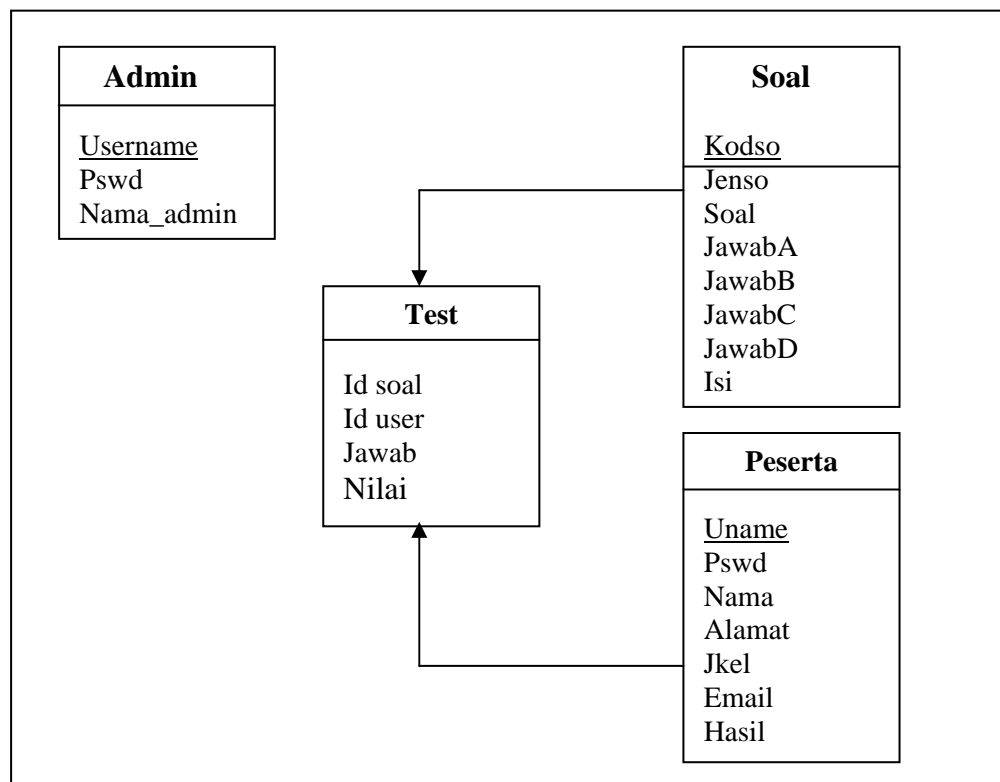 Admin
Username
Pswd
Nama_admin
Soal
Kodso
Jenso
Soal
JawabA
JawabB
JawabC
JawabD
Isi
Test
Id soal
Id user
Jawab
Nilai
Peserta
Uname
Pswd
Nama
Alamat
Jkel
Email
Hasil